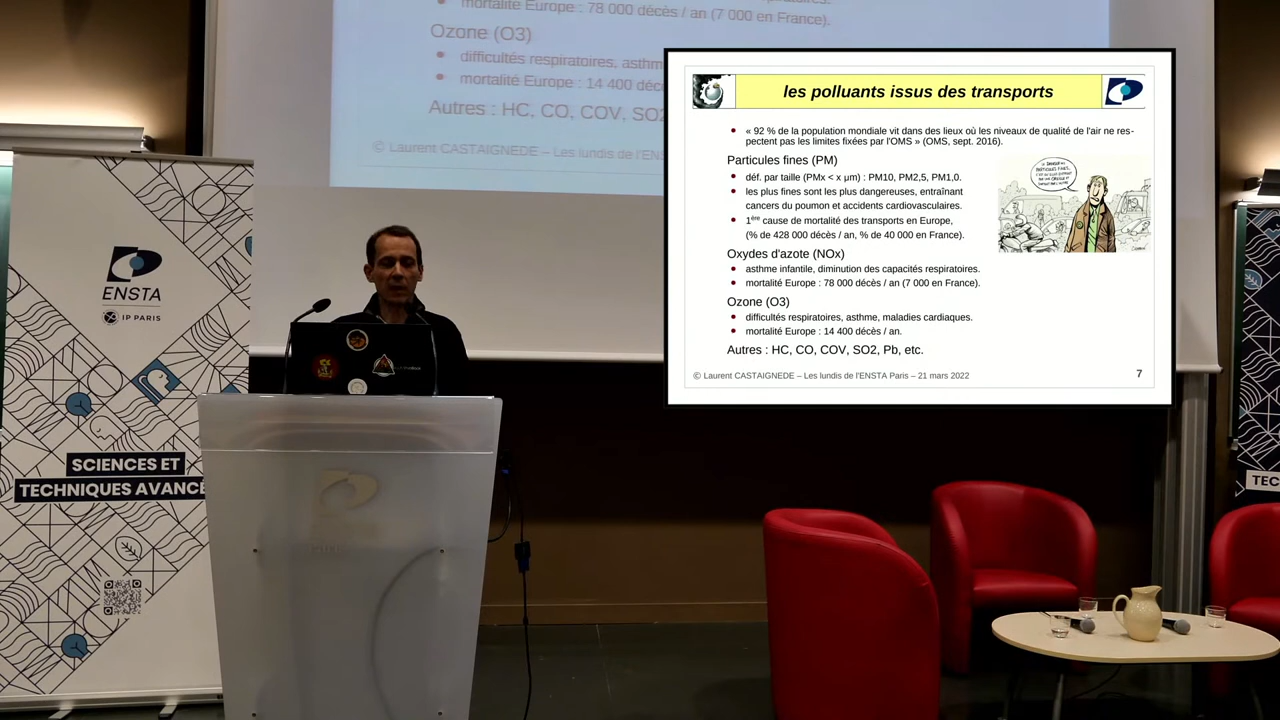 mortalité Europe : 78 000 décès / an (7 000 en France).
Ozone (O3)
difficultés respiratoires, asthm
mortalité Europe : 14 400 déc
Autres : HC, CO, COV, SO2
© Laurent CASTAIGNEDE – Les lundis de l'ENS
les polluants issus des transports
« 92 % de la population mondiale vit dans des lieux où les niveaux de qualité de l'air ne res-
pectent pas les limites fixées par l'OMS » (OMS, sept. 2016).
Particules fines (PM)
déf. par taille (PMx < x µm) : PM10, PM2,5, PM1,0.
les plus fines sont les plus dangereuses, entraînant
cancers du poumon et accidents cardiovasculaires.
1ère cause de mortalité des transports en Europe,
(% de 428 000 décès / an, % de 40 000 en France).
Oxydes d'azote (NOx)
asthme infantile, diminution des capacités respiratoires.
mortalité Europe : 78 000 décès / an (7 000 en France).
Ozone (O3)
difficultés respiratoires, asthme, maladies cardiaques.
mortalité Europe : 14 400 décès / an.
Autres : HC, CO, COV, SO2, Pb, etc.
© Laurent CASTAIGNEDE – Les lundis de l'ENSTA Paris – 21 mars 2022
7
ENSTA
IP PARIS
SCIENCES ET
TECHNIQUES AVANCÉ
TEC